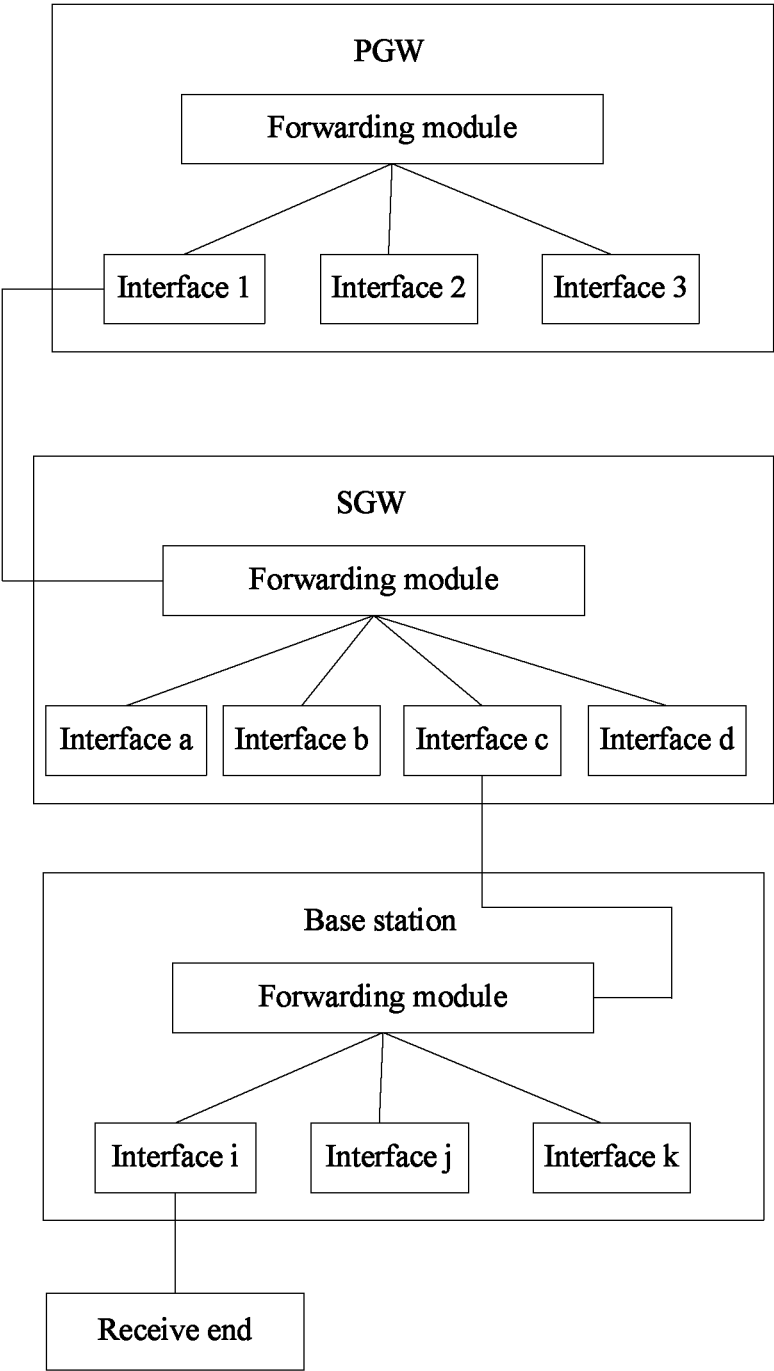 PGW
Forwarding module
Interface 1
Interface 2
Interface 3
SGW
Forwarding module
Interface a
Interface b
Interface c
Interface d
Base station
Forwarding module
Interface i
Interface j
Interface k
Receive end